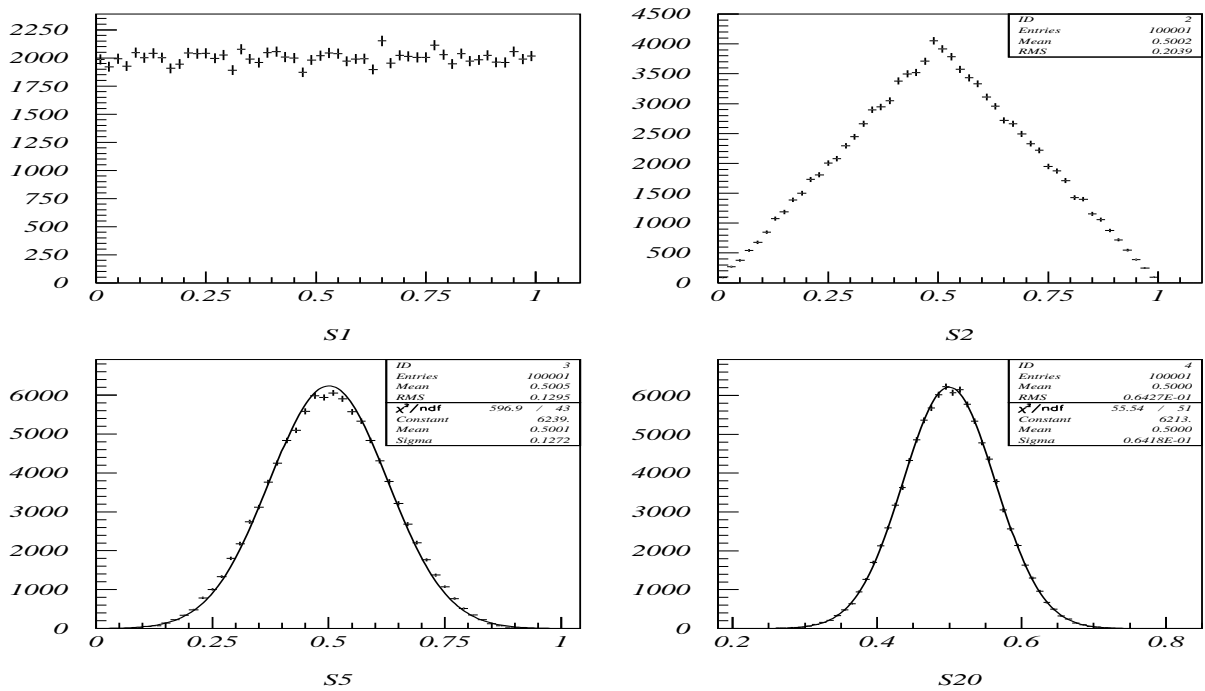 2250
2000
1750
1500
1250
1000
750
500
250
0
0 0.25 0.5 0.75 1
S1
4500
4000
3500
3000
2500
2000
1500
1000
500
0
0 0.25 0.5 0.75 1
S2
ID 2
Entries 100001
Mean 0.5002
RMS 0.2039
6000
5000
4000
3000
2000
1000
0
0 0.25 0.5 0.75 1
S5
ID 3
Entries 100001
Mean 0.5005
RMS 0.1295
χ²/ndf 596.9 / 43
Constant 6239.
Mean 0.5001
Sigma 0.1272
6000
5000
4000
3000
2000
1000
0
0.2 0.4 0.6 0.8
S20
ID 4
Entries 100001
Mean 0.5000
RMS 0.6427E-01
χ²/ndf 55.54 / 51
Constant 6213.
Mean 0.5000
Sigma 0.6418E-01